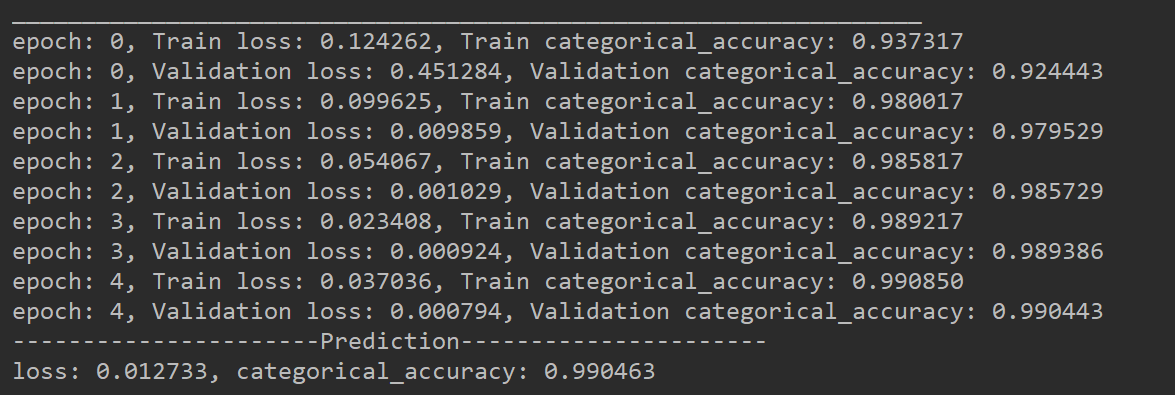 _________________________________________________________________
epoch: 0, Train loss: 0.124262, Train categorical_accuracy: 0.937317
epoch: 0, Validation loss: 0.451284, Validation categorical_accuracy: 0.924443
epoch: 1, Train loss: 0.099625, Train categorical_accuracy: 0.980017
epoch: 1, Validation loss: 0.009859, Validation categorical_accuracy: 0.979529
epoch: 2, Train loss: 0.054067, Train categorical_accuracy: 0.985817
epoch: 2, Validation loss: 0.001029, Validation categorical_accuracy: 0.985729
epoch: 3, Train loss: 0.023408, Train categorical_accuracy: 0.989217
epoch: 3, Validation loss: 0.000924, Validation categorical_accuracy: 0.989386
epoch: 4, Train loss: 0.037036, Train categorical_accuracy: 0.990850
epoch: 4, Validation loss: 0.000794, Validation categorical_accuracy: 0.990443
----------------------Prediction----------------------
loss: 0.012733, categorical_accuracy: 0.990463